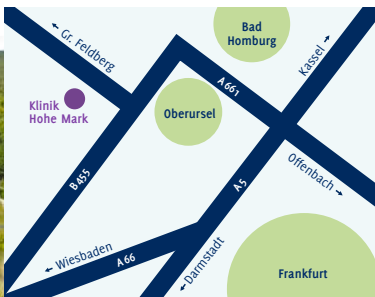 Bad
Homburg
← Gr. Feldberg
Kassel →
A 661
Klinik
Hohe Mark
Oberursel
Offenbach →
B 455
A 5
← Wiesbaden
A 66
← Darmstadt
Frankfurt